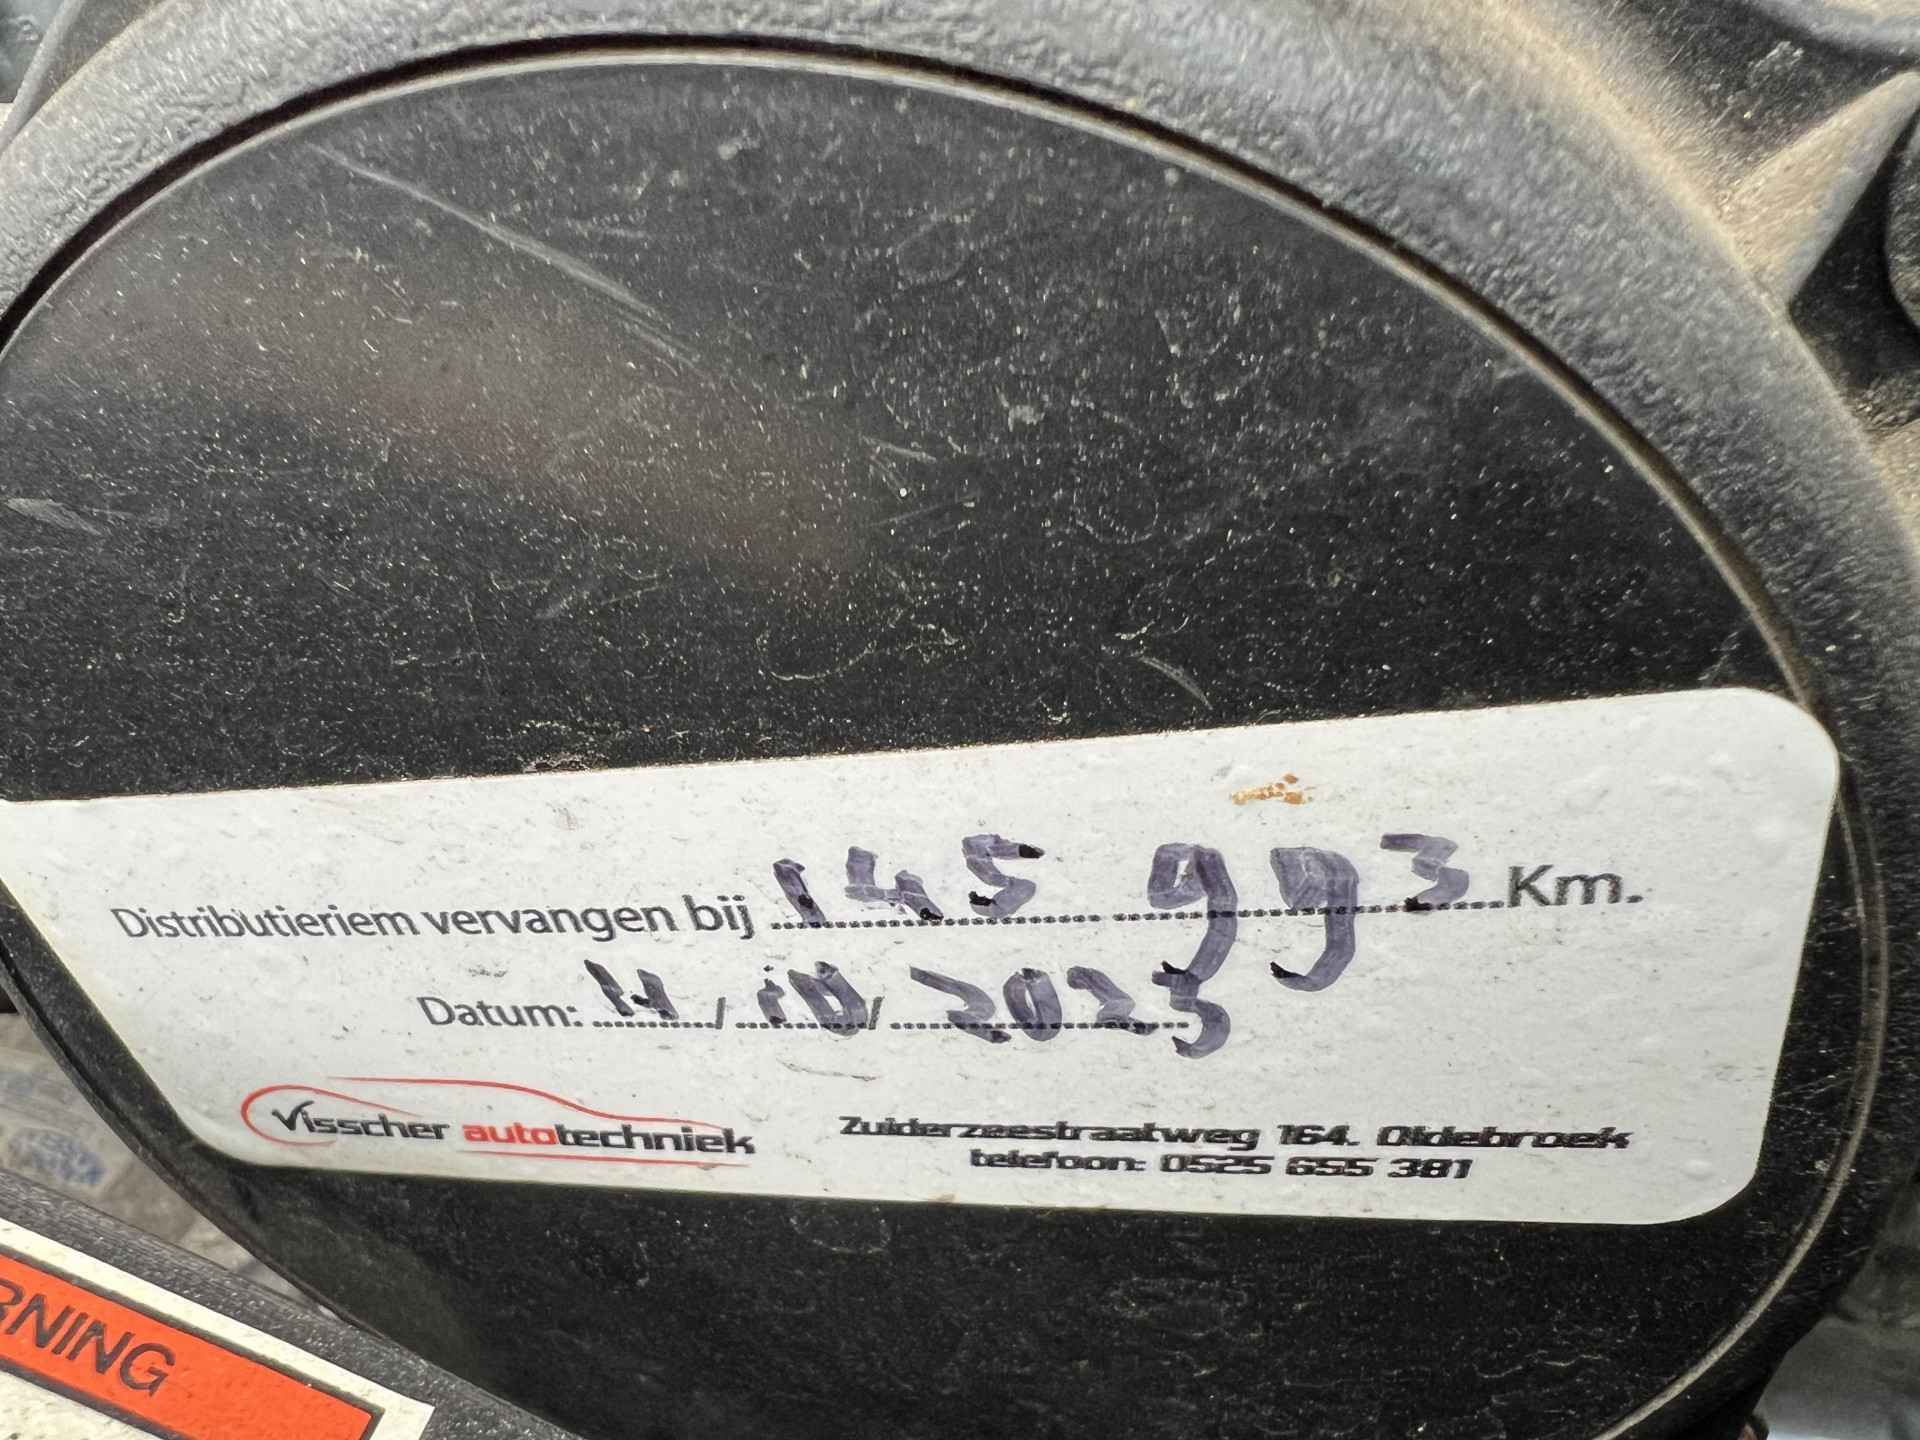 Distributieriem vervangen bij 145 993 Km.
Datum: 11 / 10 / 2023
Visscher autotechniek
Zuiderzeestraatweg 164. Oldebroek
telefoon: 0525 655 381
RNING